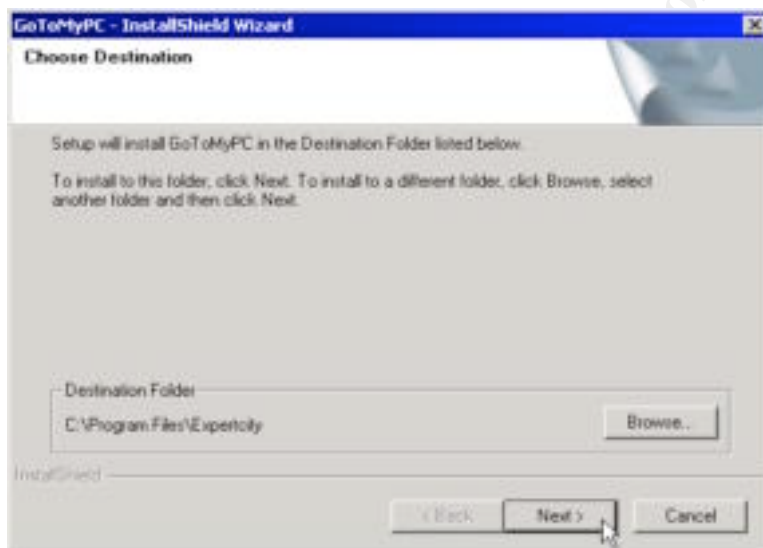 GoToMyPC - InstallShield Wizard
Choose Destination
Setup will install GoToMyPC in the Destination Folder listed below.
To install to this folder, click Next. To install to a different folder, click Browse, select
another folder and then click Next.
Destination Folder
C:\Program Files\Expertcity
Browse..
InstallShield
< Back
Next >
Cancel